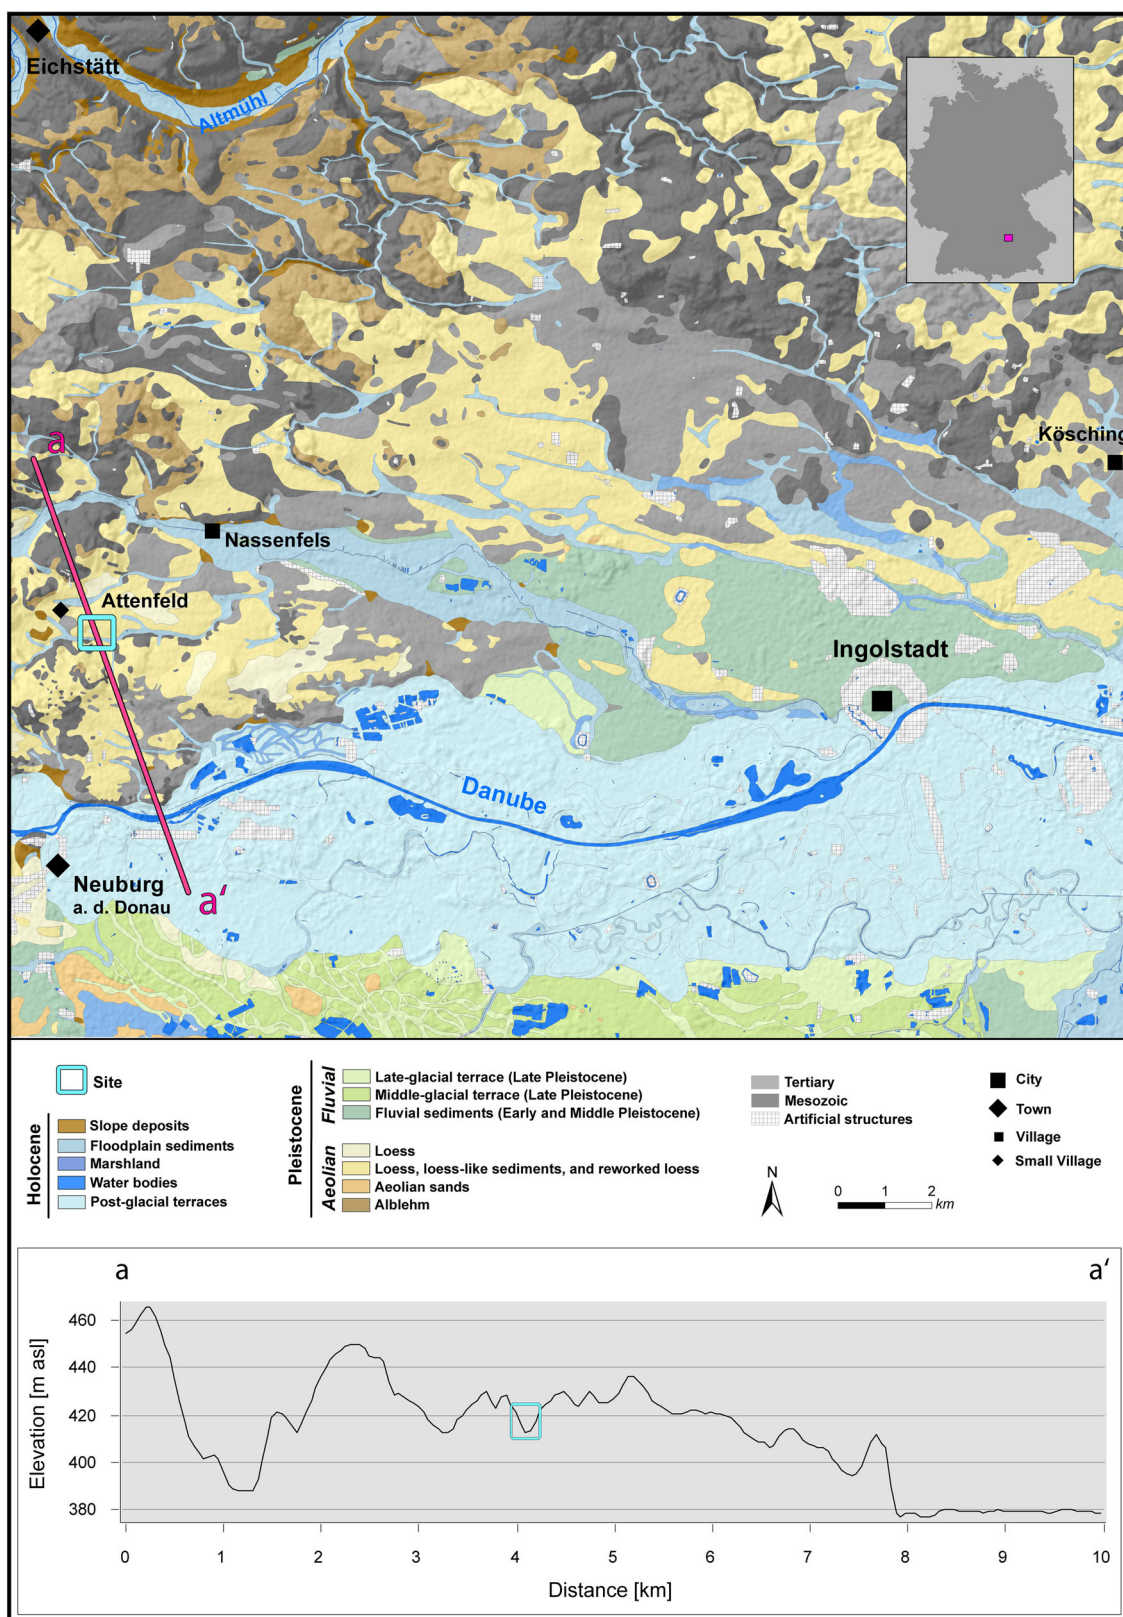 Eichstätt
Altmühl
a
Kösching
Nassenfels
Attenfeld
Ingolstadt
Danube
Neuburg
a. d. Donau
a‘
Site
Holocene
Slope deposits
Floodplain sediments
Marshland
Water bodies
Post-glacial terraces
Pleistocene
Fluvial
Late-glacial terrace (Late Pleistocene)
Middle-glacial terrace (Late Pleistocene)
Fluvial sediments (Early and Middle Pleistocene)
Aeolian
Loess
Loess, loess-like sediments, and reworked loess
Aeolian sands
Alblehm
Tertiary
Mesozoic
Artificial structures
City
Town
Village
Small Village
N
0 1 2
km
a a‘
Elevation [m asl]
460
440
420
400
380
0 1 2 3 4 5 6 7 8 9 10
Distance [km]